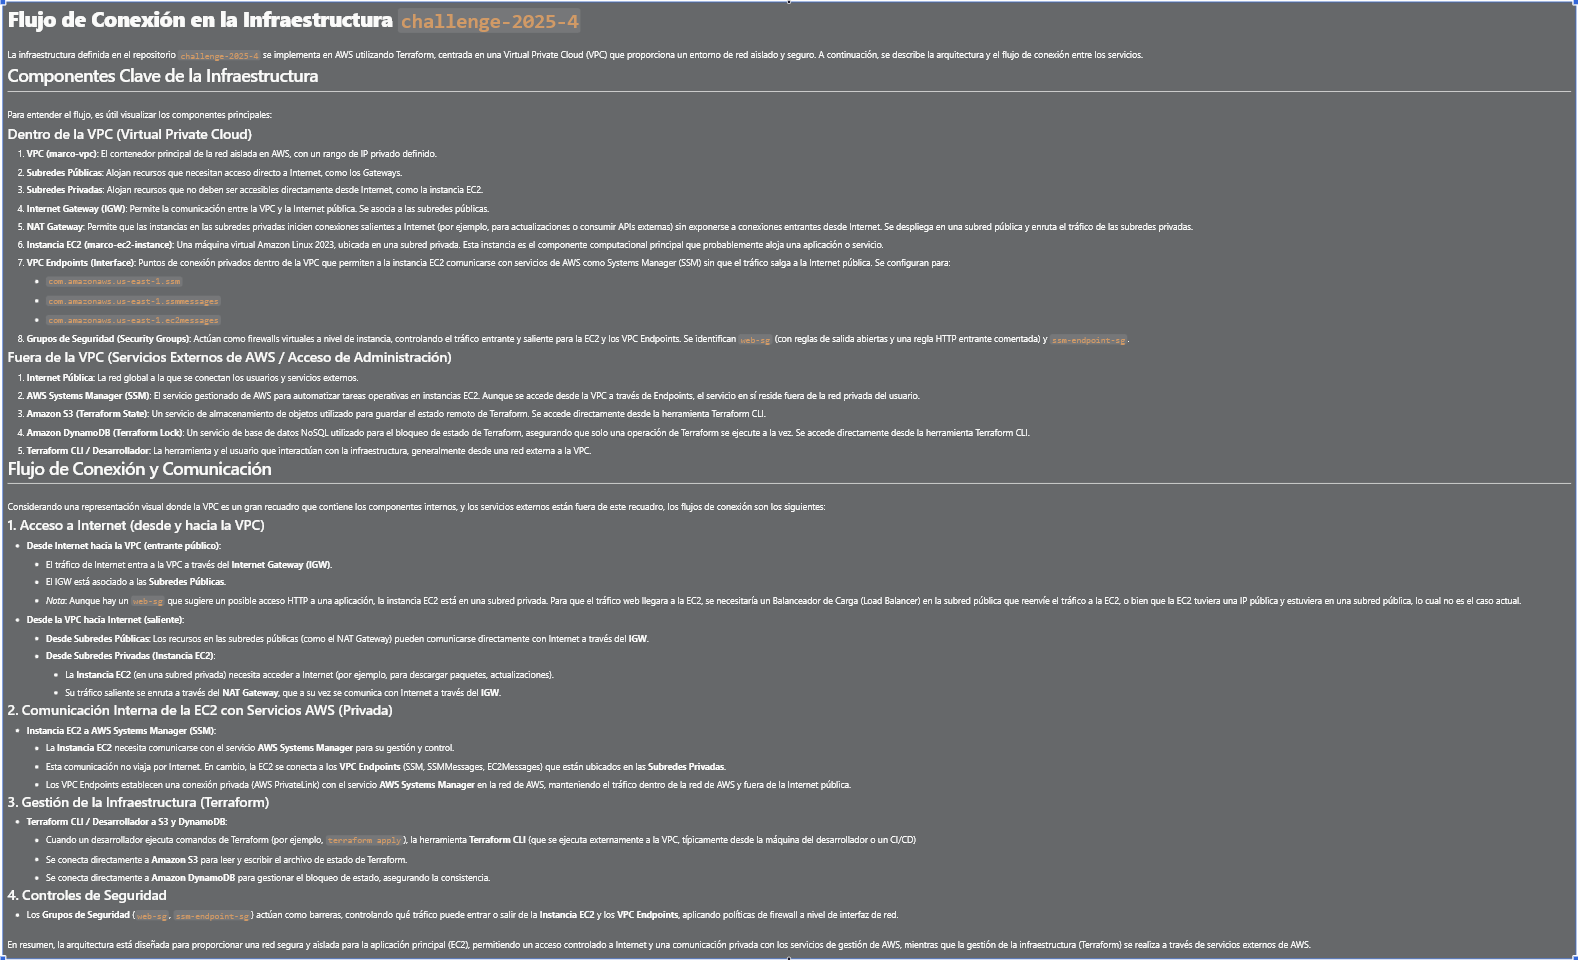 Flujo de Conexión en la Infraestructura challenge-2025-4
La infraestructura definida en el repositorio challenge-2025-4 se implementa en AWS utilizando Terraform, centrada en una Virtual Private Cloud (VPC) que proporciona un entorno de red aislado y seguro. A continuación, se describe la arquitectura y el flujo de conexión entre los servicios.
Componentes Clave de la Infraestructura
Para entender el flujo, es útil visualizar los componentes principales:
Dentro de la VPC (Virtual Private Cloud)
1. VPC (marco-vpc): El contenedor principal de la red aislada en AWS, con un rango de IP privado definido.
2. Subredes Públicas: Alojan recursos que necesitan acceso directo a Internet, como los Gateways.
3. Subredes Privadas: Alojan recursos que no deben ser accesibles directamente desde Internet, como la instancia EC2.
4. Internet Gateway (IGW): Permite la comunicación entre la VPC y la Internet pública. Se asocia a las subredes públicas.
5. NAT Gateway: Permite que las instancias en las subredes privadas inicien conexiones salientes a Internet (por ejemplo, para actualizaciones o consumir APIs externas) sin exponerse a conexiones entrantes desde Internet. Se despliega en una subred pública y enruta el tráfico de las subredes privadas.
6. Instancia EC2 (marco-ec2-instance): Una máquina virtual Amazon Linux 2023, ubicada en una subred privada. Esta instancia es el componente computacional principal que probablemente aloja una aplicación o servicio.
7. VPC Endpoints (Interface): Puntos de conexión privados dentro de la VPC que permiten a la instancia EC2 comunicarse con servicios de AWS como Systems Manager (SSM) sin que el tráfico salga a la Internet pública. Se configuran para:
• com.amazonaws.us-east-1.ssm
• com.amazonaws.us-east-1.ssmmessages
• com.amazonaws.us-east-1.ec2messages
8. Grupos de Seguridad (Security Groups): Actúan como firewalls virtuales a nivel de instancia, controlando el tráfico entrante y saliente para la EC2 y los VPC Endpoints. Se identifican web-sg (con reglas de salida abiertas y una regla HTTP entrante comentada) y ssm-endpoint-sg.
Fuera de la VPC (Servicios Externos de AWS / Acceso de Administración)
1. Internet Pública: La red global a la que se conectan los usuarios y servicios externos.
2. AWS Systems Manager (SSM): El servicio gestionado de AWS para automatizar tareas operativas en instancias EC2. Aunque se accede desde la VPC a través de Endpoints, el servicio en sí reside fuera de la red privada del usuario.
3. Amazon S3 (Terraform State): Un servicio de almacenamiento de objetos utilizado para guardar el estado remoto de Terraform. Se accede directamente desde la herramienta Terraform CLI.
4. Amazon DynamoDB (Terraform Lock): Un servicio de base de datos NoSQL utilizado para el bloqueo de estado de Terraform, asegurando que solo una operación de Terraform se ejecute a la vez. Se accede directamente desde la herramienta Terraform CLI.
5. Terraform CLI / Desarrollador: La herramienta y el usuario que interactúan con la infraestructura, generalmente desde una red externa a la VPC.
Flujo de Conexión y Comunicación
Considerando una representación visual donde la VPC es un gran recuadro que contiene los componentes internos, y los servicios externos están fuera de este recuadro, los flujos de conexión son los siguientes:
1. Acceso a Internet (desde y hacia la VPC)
• Desde Internet hacia la VPC (entrante público):
• El tráfico de Internet entra a la VPC a través del Internet Gateway (IGW).
• El IGW está asociado a las Subredes Públicas.
• Nota: Aunque hay un web-sg que sugiere un posible acceso HTTP a una aplicación, la instancia EC2 está en una subred privada. Para que el tráfico web llegara a la EC2, se necesitaría un Balanceador de Carga (Load Balancer) en la subred pública que reenvíe el tráfico a la EC2, o bien que la EC2 tuviera una IP pública y estuviera en una subred pública, lo cual no es el caso actual.
• Desde la VPC hacia Internet (saliente):
• Desde Subredes Públicas: Los recursos en las subredes públicas (como el NAT Gateway) pueden comunicarse directamente con Internet a través del IGW.
• Desde Subredes Privadas (Instancia EC2):
• La Instancia EC2 (en una subred privada) necesita acceder a Internet (por ejemplo, para descargar paquetes, actualizaciones).
• Su tráfico saliente se enruta a través del NAT Gateway, que a su vez se comunica con Internet a través del IGW.
2. Comunicación Interna de la EC2 con Servicios AWS (Privada)
• Instancia EC2 a AWS Systems Manager (SSM):
• La Instancia EC2 necesita comunicarse con el servicio AWS Systems Manager para su gestión y control.
• Esta comunicación no viaja por Internet. En cambio, la EC2 se conecta a los VPC Endpoints (SSM, SSMMessages, EC2Messages) que están ubicados en las Subredes Privadas.
• Los VPC Endpoints establecen una conexión privada (AWS PrivateLink) con el servicio AWS Systems Manager en la red de AWS, manteniendo el tráfico dentro de la red de AWS y fuera de la Internet pública.
3. Gestión de la Infraestructura (Terraform)
• Terraform CLI / Desarrollador a S3 y DynamoDB:
• Cuando un desarrollador ejecuta comandos de Terraform (por ejemplo, terraform apply), la herramienta Terraform CLI (que se ejecuta externamente a la VPC, típicamente desde la máquina del desarrollador o un CI/CD)
• Se conecta directamente a Amazon S3 para leer y escribir el archivo de estado de Terraform.
• Se conecta directamente a Amazon DynamoDB para gestionar el bloqueo de estado, asegurando la consistencia.
4. Controles de Seguridad
• Los Grupos de Seguridad (web-sg, ssm-endpoint-sg) actúan como barreras, controlando qué tráfico puede entrar o salir de la Instancia EC2 y los VPC Endpoints, aplicando políticas de firewall a nivel de interfaz de red.
En resumen, la arquitectura está diseñada para proporcionar una red segura y aislada para la aplicación principal (EC2), permitiendo un acceso controlado a Internet y una comunicación privada con los servicios de gestión de AWS, mientras que la gestión de la infraestructura (Terraform) se realiza a través de servicios externos de AWS.